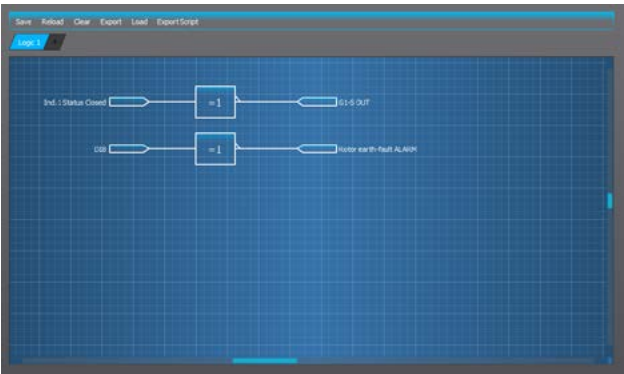 Save Reload Clear Export Load Export Script
Logic 1 +
Ind. 1 Status Closed =1 G1-5 OUT
=1 Motor earth-fault ALARM